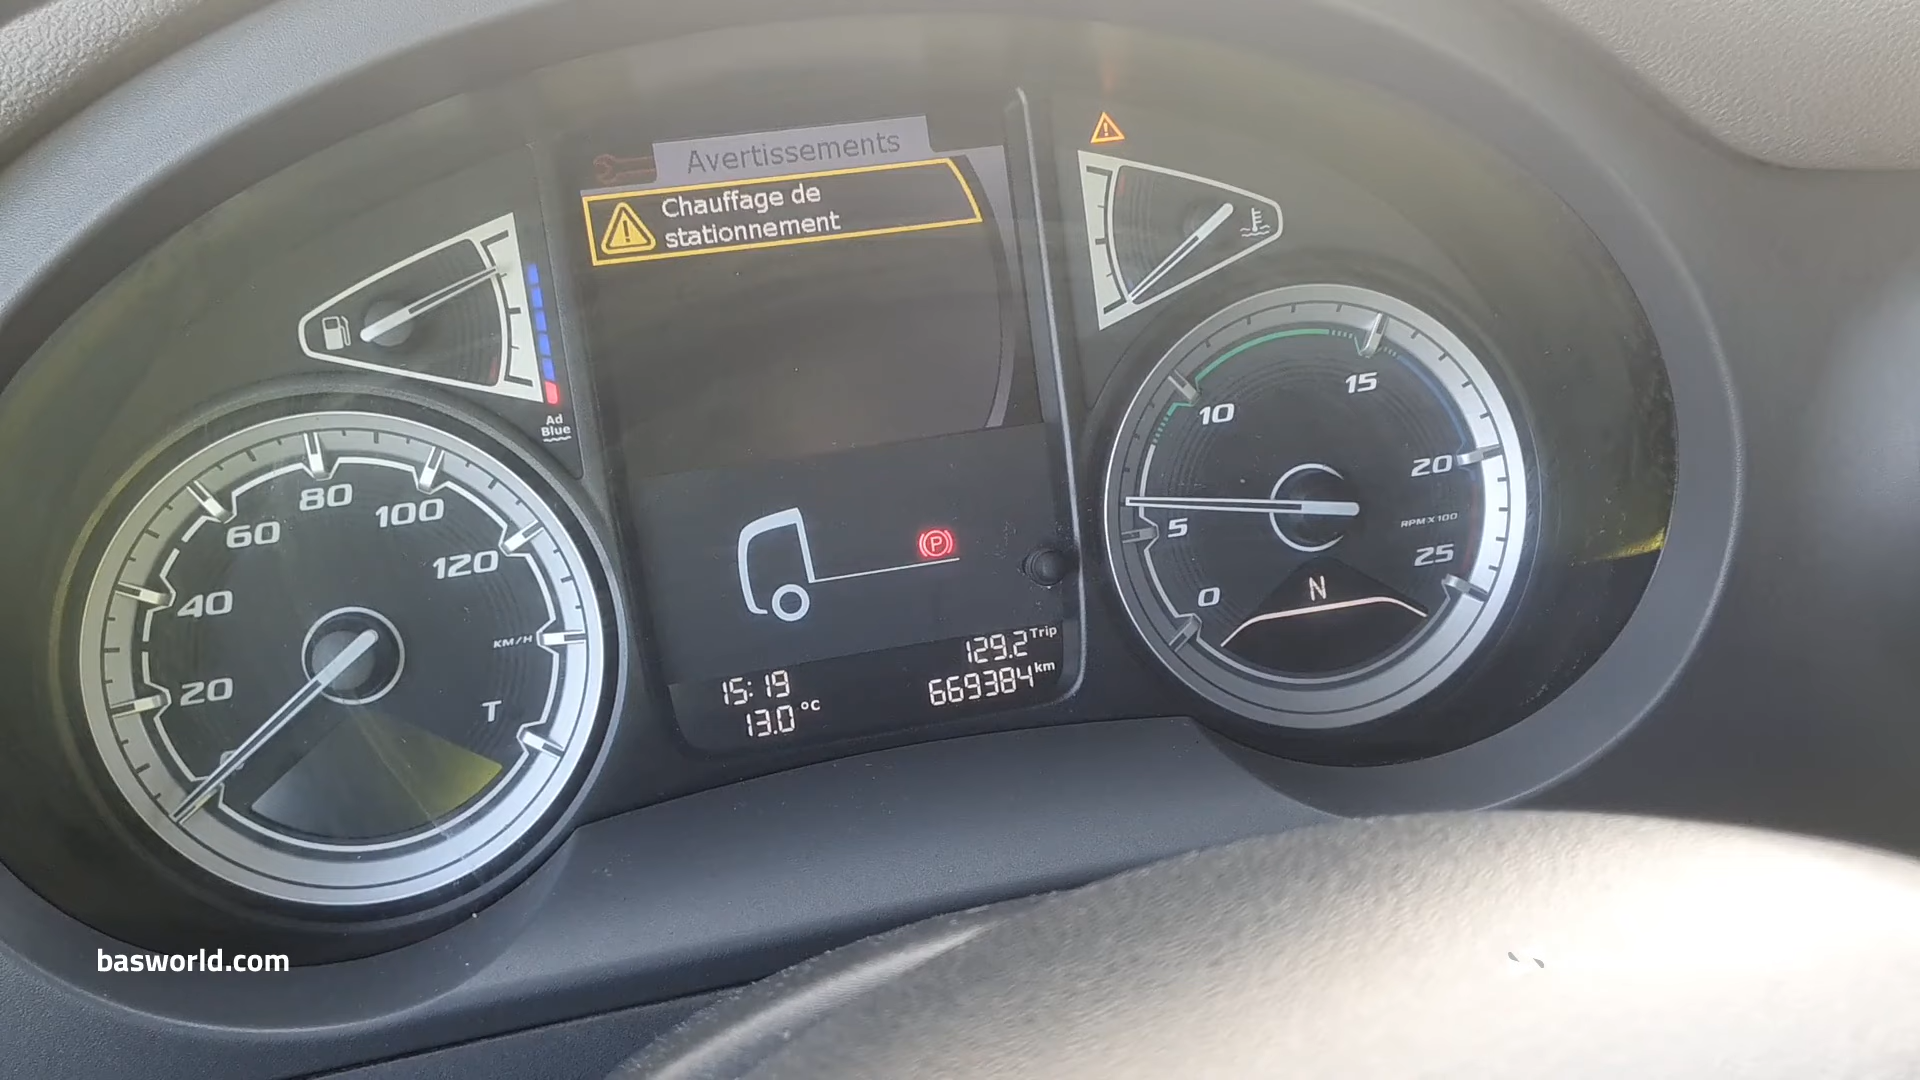 Avertissements
Chauffage de
stationnement
Ad
Blue
20
40
60
80
100
120
KM/H
T
P
15:19
13.0 °C
129.2 Trip
669384 km
0
5
10
15
20
25
RPM X 100
N
basworld.com